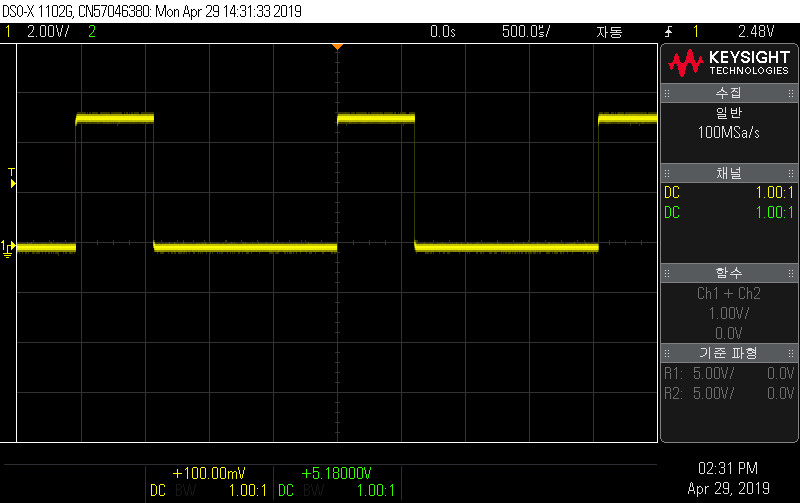 DSO-X 1102G, CN57046380: Mon Apr 29 14:31:33 2019
1 2.00V/ 2 0.0s 500.0㎲/ 자동 1 2.48V
KEYSIGHT
TECHNOLOGIES
수집
일반
100MSa/s
채널
DC 1.00:1
DC 1.00:1
함수
Ch1 + Ch2
1.00V/
0.0V
기준 파형
R1: 5.00V/ 0.0V
R2: 5.00V/ 0.0V
T
1
+100.00mV +5.18000V
DC BW 1.00:1 DC BW 1.00:1
02:31 PM
Apr 29, 2019